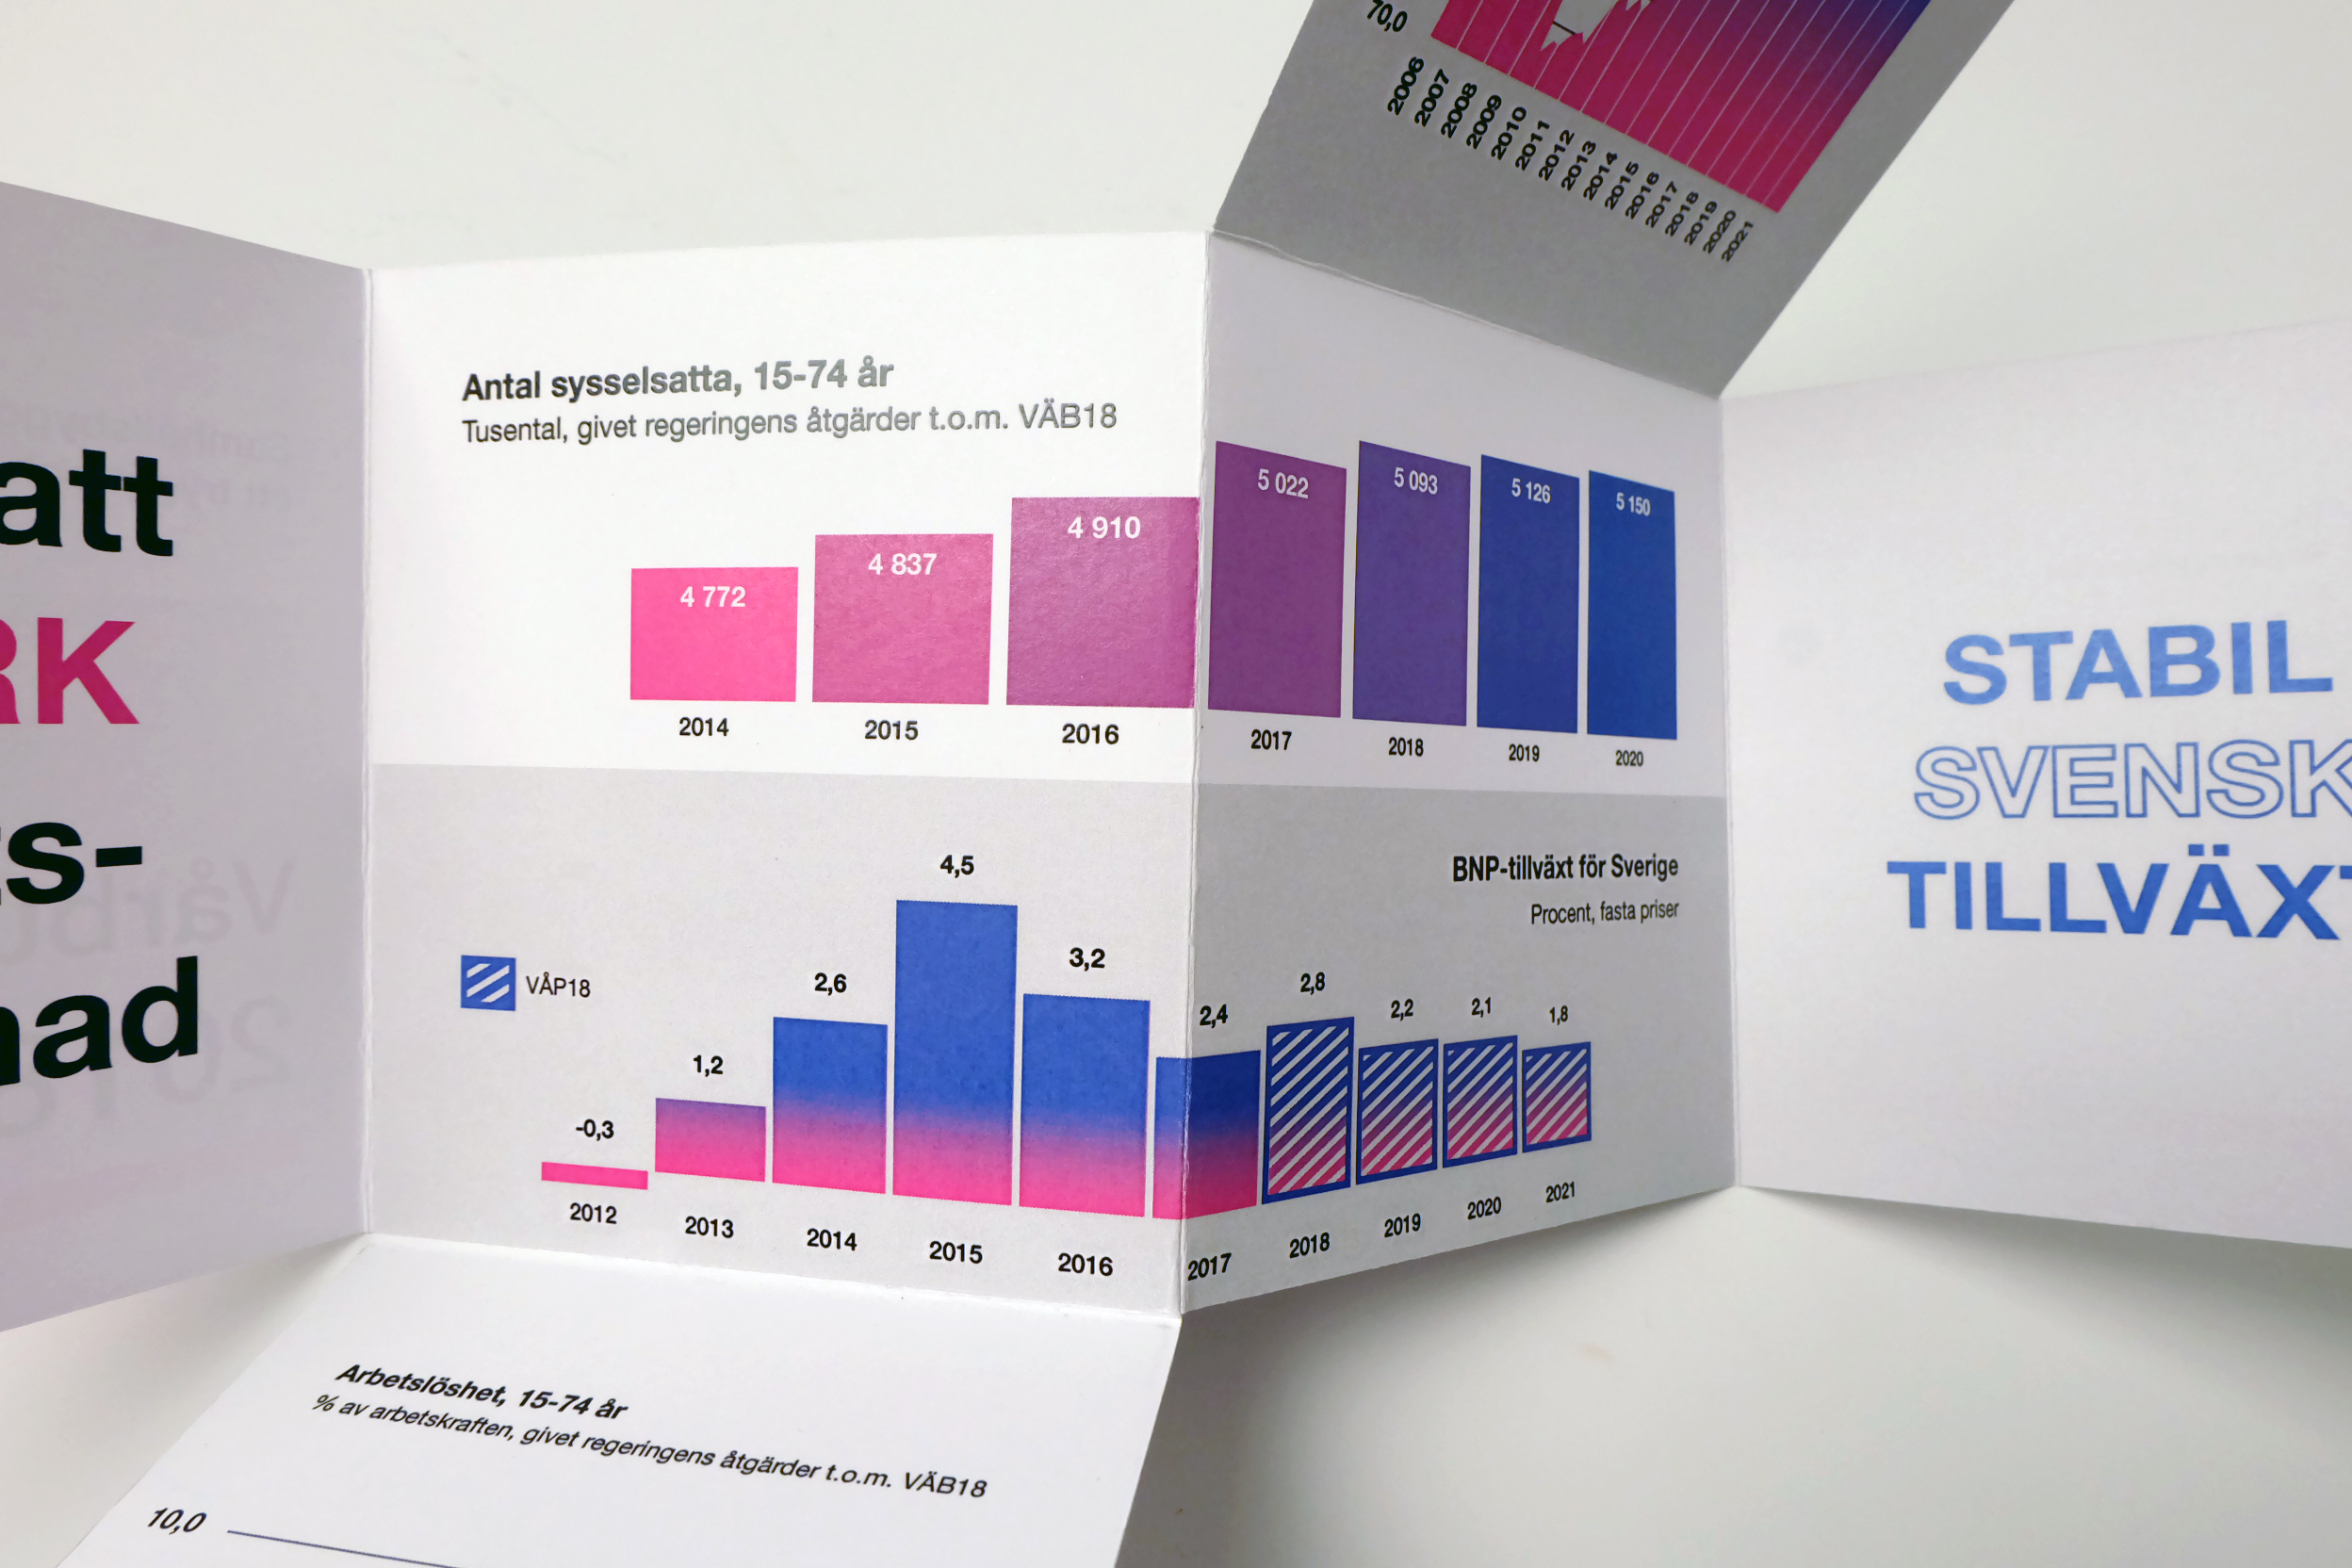 70,0
2006 2007 2008 2009 2010 2011 2012 2013 2014 2015 2016 2017 2018 2019 2020 2021
att
RK
s-
nad
Antal sysselsatta, 15-74 år
Tusental, givet regeringens åtgärder t.o.m. VÄB18
4 772 4 837 4 910 5 022 5 093 5 126 5 150
2014 2015 2016 2017 2018 2019 2020
BNP-tillväxt för Sverige
Procent, fasta priser
VÅP18
-0,3 1,2 2,6 4,5 3,2 2,4 2,8 2,2 2,1 1,8
2012 2013 2014 2015 2016 2017 2018 2019 2020 2021
STABIL
SVENSK
TILLVÄXT
Arbetslöshet, 15-74 år
% av arbetskraften, givet regeringens åtgärder t.o.m. VÄB18
10,0